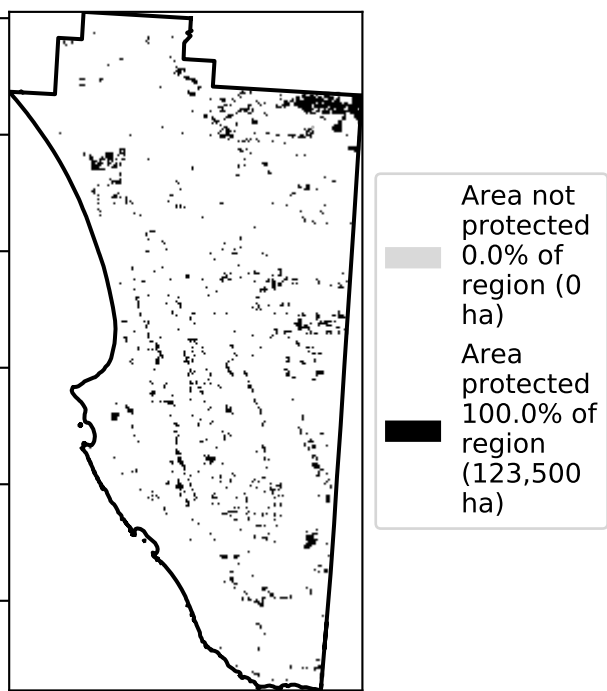 Area not
protected
0.0% of
region (0
ha)
Area
protected
100.0% of
region
(123,500
ha)